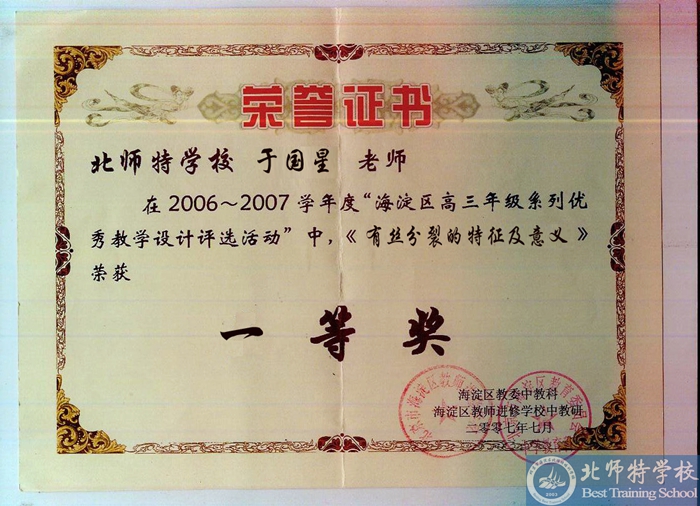 荣誉证书
北师特学校 于国星 老师
在2006～2007学年度“海淀区高三年级系列优
秀教学设计评选活动”中，《有丝分裂的特征及意义》
荣获
一等奖
海淀区教委中教科
海淀区教师进修学校中教研
二〇〇七年七月
北师特学校
Best Training School